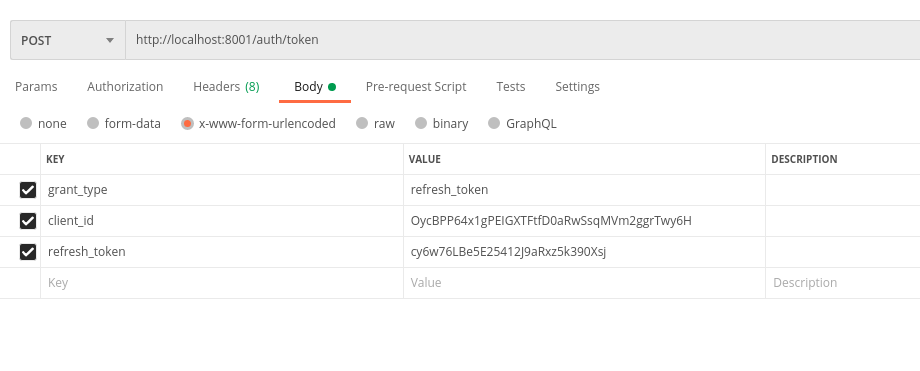 POST http://localhost:8001/auth/token
Params Authorization Headers (8) Body Pre-request Script Tests Settings
none form-data x-www-form-urlencoded raw binary GraphQL
KEY VALUE DESCRIPTION
grant_type refresh_token
client_id OycBPP64x1gPEIGXTFtfD0aRwSsqMVm2ggrTwy6H
refresh_token cy6w76LBe5E25412J9aRxz5k390Xsj
Key Value Description